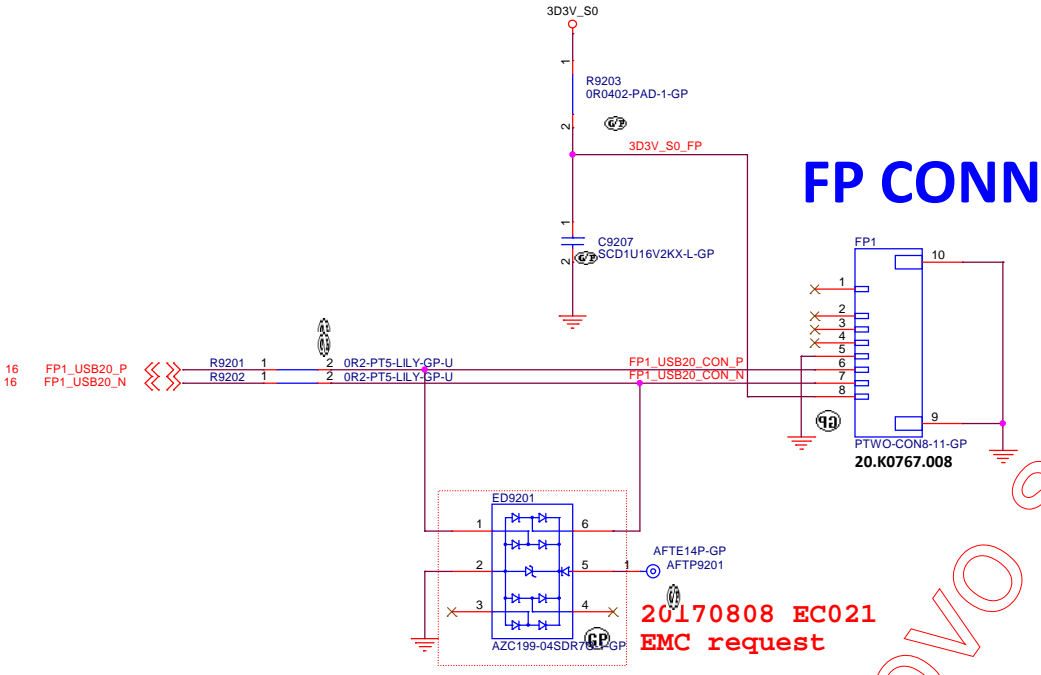 3D3V_S0
1
R9203
0R0402-PAD-1-GP
2
3D3V_S0_FP
FP CONN
1
C9207
SCD1U16V2KX-L-GP
2
FP1
10
1
2
3
4
5
6
7
8
9
PTWO-CON8-11-GP
20.K0767.008
16 FP1_USB20_P
R9201 1 2 0R2-PT5-LILY-GP-U
FP1_USB20_CON_P
16 FP1_USB20_N
R9202 1 2 0R2-PT5-LILY-GP-U
FP1_USB20_CON_N
GP
ED9201
1 6
2 5
3 4
1
AFTE14P-GP
AFTP9201
GP
20170808 EC021
EMC request